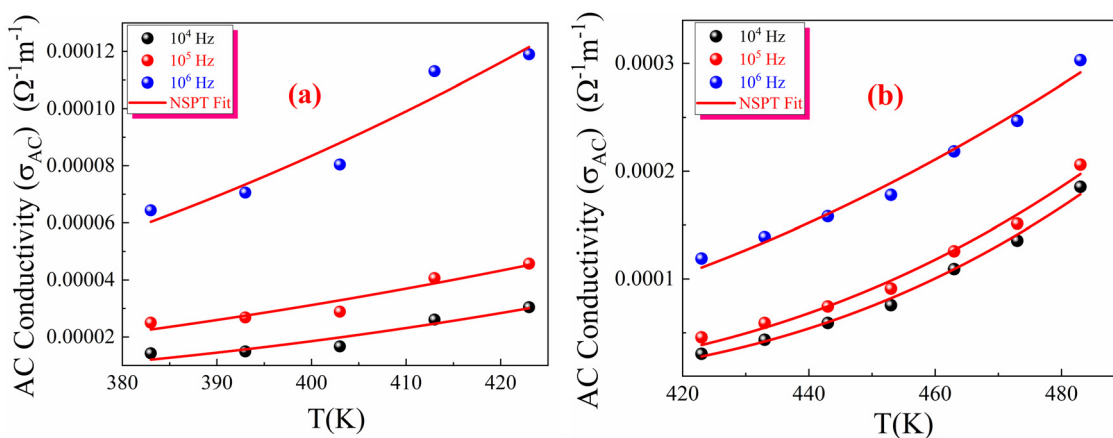 AC Conductivity (σ_AC) (Ω⁻¹m⁻¹)
0.00012
0.00010
0.00008
0.00006
0.00004
0.00002
10⁴ Hz
10⁵ Hz
10⁶ Hz
NSPT Fit
(a)
380 390 400 410 420
T(K)
AC Conductivity (σ_AC) (Ω⁻¹m⁻¹)
0.0003
0.0002
0.0001
10⁴ Hz
10⁵ Hz
10⁶ Hz
NSPT Fit
(b)
420 440 460 480
T(K)